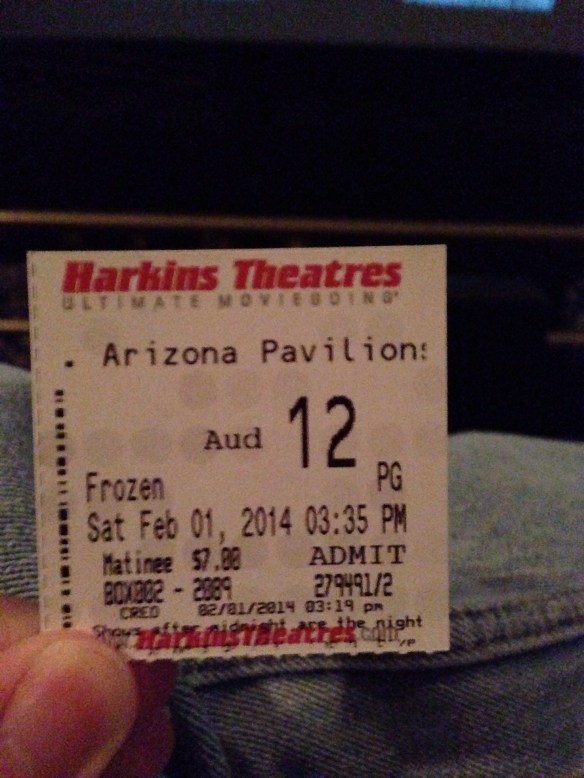 Harkins Theatres
ULTIMATE MOVIEGOING
Arizona Pavilions
Aud 12
Frozen PG
Sat Feb 01, 2014 03:35 PM
Matinee $7.00 ADMIT
BOX002 - 2089 279491/2
CRED 02/01/2014 03:19 pm
Shows after midnight are the night
HarkinsTheatres.com